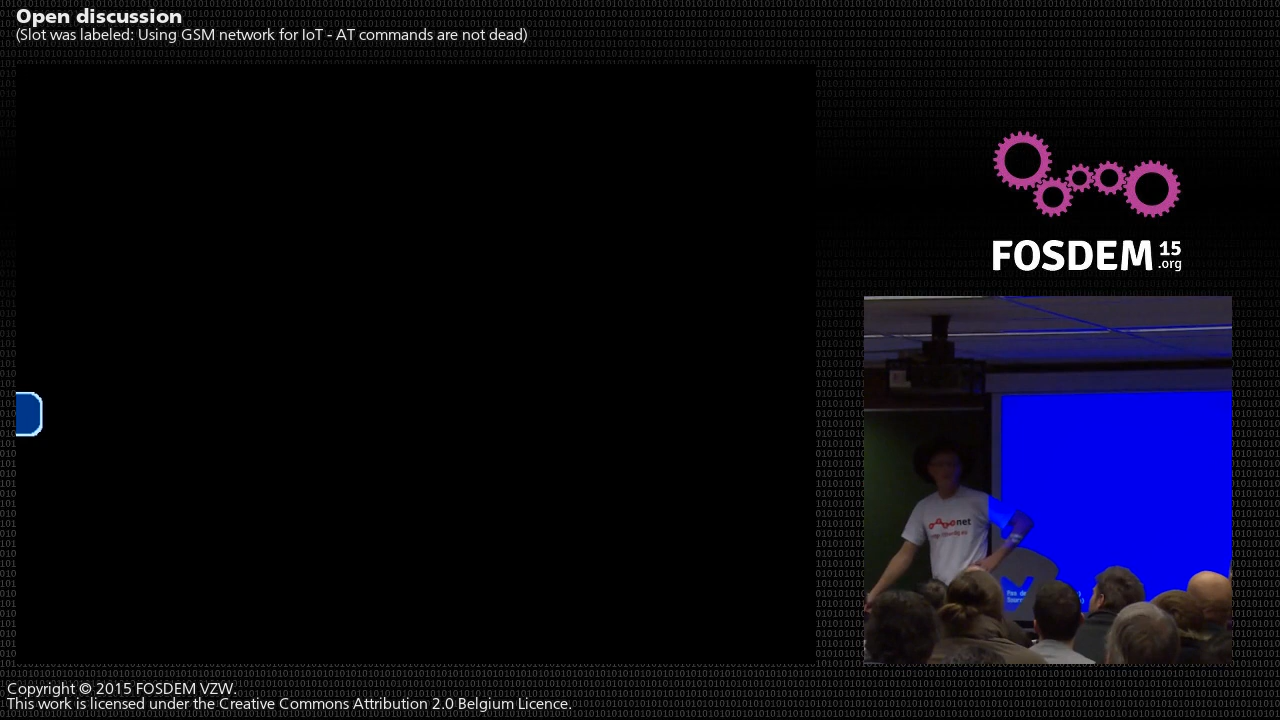 Open discussion
(Slot was labeled: Using GSM network for IoT - AT commands are not dead)
FOSDEM 15
.org
net
Copyright © 2015 FOSDEM VZW.
This work is licensed under the Creative Commons Attribution 2.0 Belgium Licence.